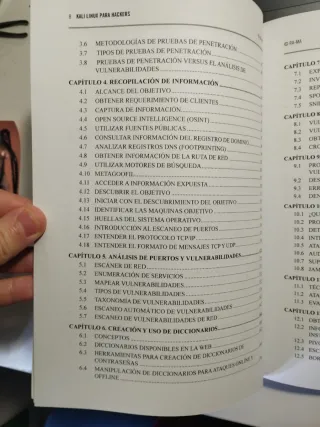 8 KALI LINUX PARA HACKERS
3.6 METODOLOGÍAS DE PRUEBAS DE PENETRACIÓN
3.7 TIPOS DE PRUEBAS DE PENETRACIÓN
3.8 PRUEBAS DE PENETRACIÓN VERSUS EL ANÁLISIS DE
VULNERABILIDADES
CAPÍTULO 4. RECOPILACIÓN DE INFORMACIÓN
4.1 ALCANCE DEL OBJETIVO
4.2 OBTENER REQUERIMIENTO DE CLIENTES
4.3 CAPTURA DE INFORMACIÓN
4.4 OPEN SOURCE INTELLIGENCE (OSINT)
4.5 UTILIZAR FUENTES PÚBLICAS
4.6 CONSULTAR INFORMACIÓN DEL REGISTRO DE DOMINIO
4.7 ANALIZAR REGISTROS DNS (FOOTPRINTING)
4.8 OBTENER INFORMACIÓN DE LA RUTA DE RED
4.9 UTILIZAR MOTORES DE BÚSQUEDA
4.10 METAGOOFIL
4.11 ACCEDER A INFORMACIÓN EXPUESTA
4.12 DESCUBRIR EL OBJETIVO
4.13 INICIAR CON EL DESCUBRIMIENTO DEL OBJETIVO
4.14 IDENTIFICAR LAS MAQUINAS OBJETIVO
4.15 HUELLAS DEL SISTEMA OPERATIVO
4.16 INTRODUCCIÓN AL ESCANEO DE PUERTOS
4.17 ENTENDER EL PROTOCOLO TCP/IP
4.18 ENTENDER EL FORMATO DE MENSAJES TCP Y UDP
CAPÍTULO 5. ANÁLISIS DE PUERTOS Y VULNERABILIDADES
5.1 ESCANER DE RED
5.2 ENUMERACIÓN DE SERVICIOS
5.3 MAPEAR VULNERABILIDADES
5.4 TIPOS DE VULNERABILIDADES
5.5 TAXONOMÍA DE VULNERABILIDADES
5.6 ESCANEO AUTOMÁTICO DE VULNERABILIDADES
5.7 ESCANEO DE VULNERABILIDADES DE RED
CAPÍTULO 6. CREACIÓN Y USO DE DICCIONARIOS
6.1 CONCEPTOS
6.2 DICCIONARIOS DISPONIBLES EN LA WEB
6.3 HERRAMIENTAS PARA CREACIÓN DE DICCIONARIOS DE
CONTRASEÑAS
6.4 MANIPULACIÓN DE DICCIONARIOS PARA ATAQUES ONLINE Y
OFFLINE
CAPÍTULO 7
7.1
7.2
7.3
7.4
7.5
CAPÍTULO 8
8.1
8.2
8.3
8.4
CAPÍTULO 9
9.1
9.2
9.3
9.4
9.5
CAPÍTULO 1
10.1
10.2
10.3
10.4
10.5
10.6
10.7
10.8
CAPÍTULO 1
11.1
11.2
11.3
CAPÍTULO 1
12.1
12.2
12.3
12.4
12.5